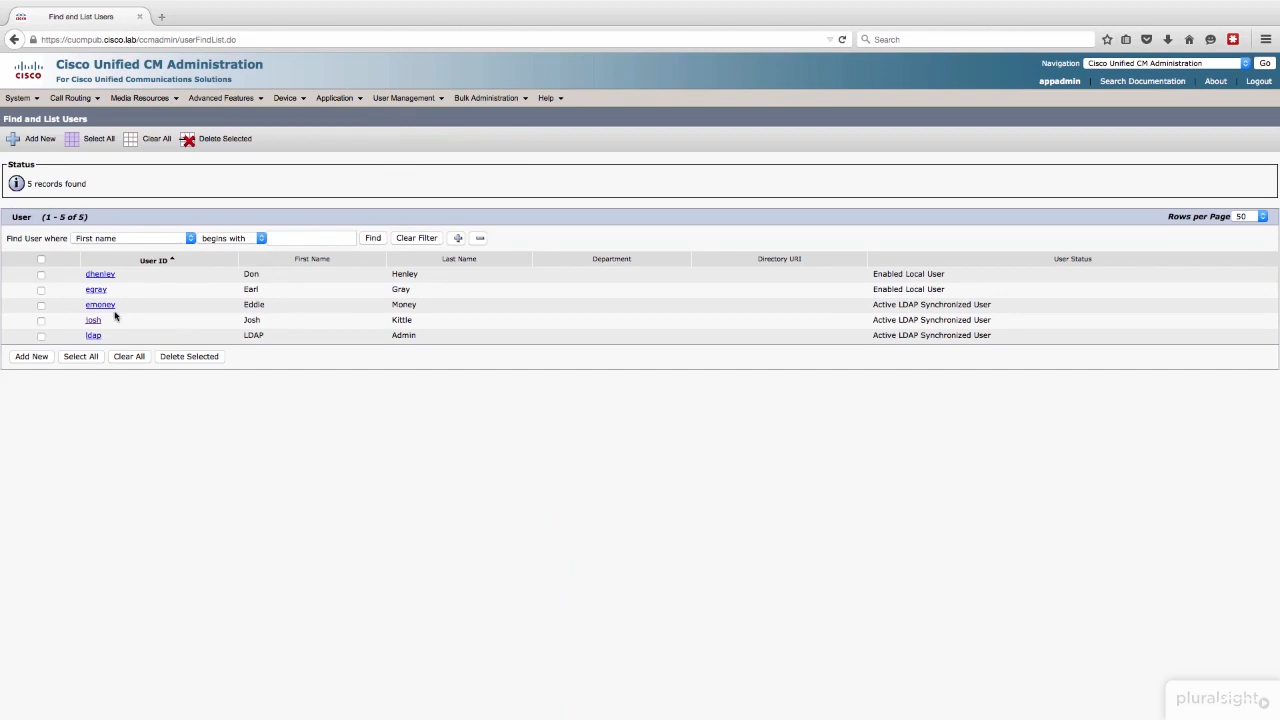 Find and List Users
https://cucmpub.cisco.lab/ccmadmin/userFindList.do
Search
CISCO
Cisco Unified CM Administration
For Cisco Unified Communications Solutions
Navigation Cisco Unified CM Administration Go
appadmin | Search Documentation | About | Logout
System Call Routing Media Resources Advanced Features Device Application User Management Bulk Administration Help
Find and List Users
Add New Select All Clear All Delete Selected
Status
5 records found
User (1 - 5 of 5) Rows per Page 50
Find User where First name begins with Find Clear Filter
User ID First Name Last Name Department Directory URI User Status
dhenley Don Henley Enabled Local User
egray Earl Gray Enabled Local User
emoney Eddie Money Active LDAP Synchronized User
josh Josh Kittle Active LDAP Synchronized User
ldap LDAP Admin Active LDAP Synchronized User
Add New Select All Clear All Delete Selected
pluralsight